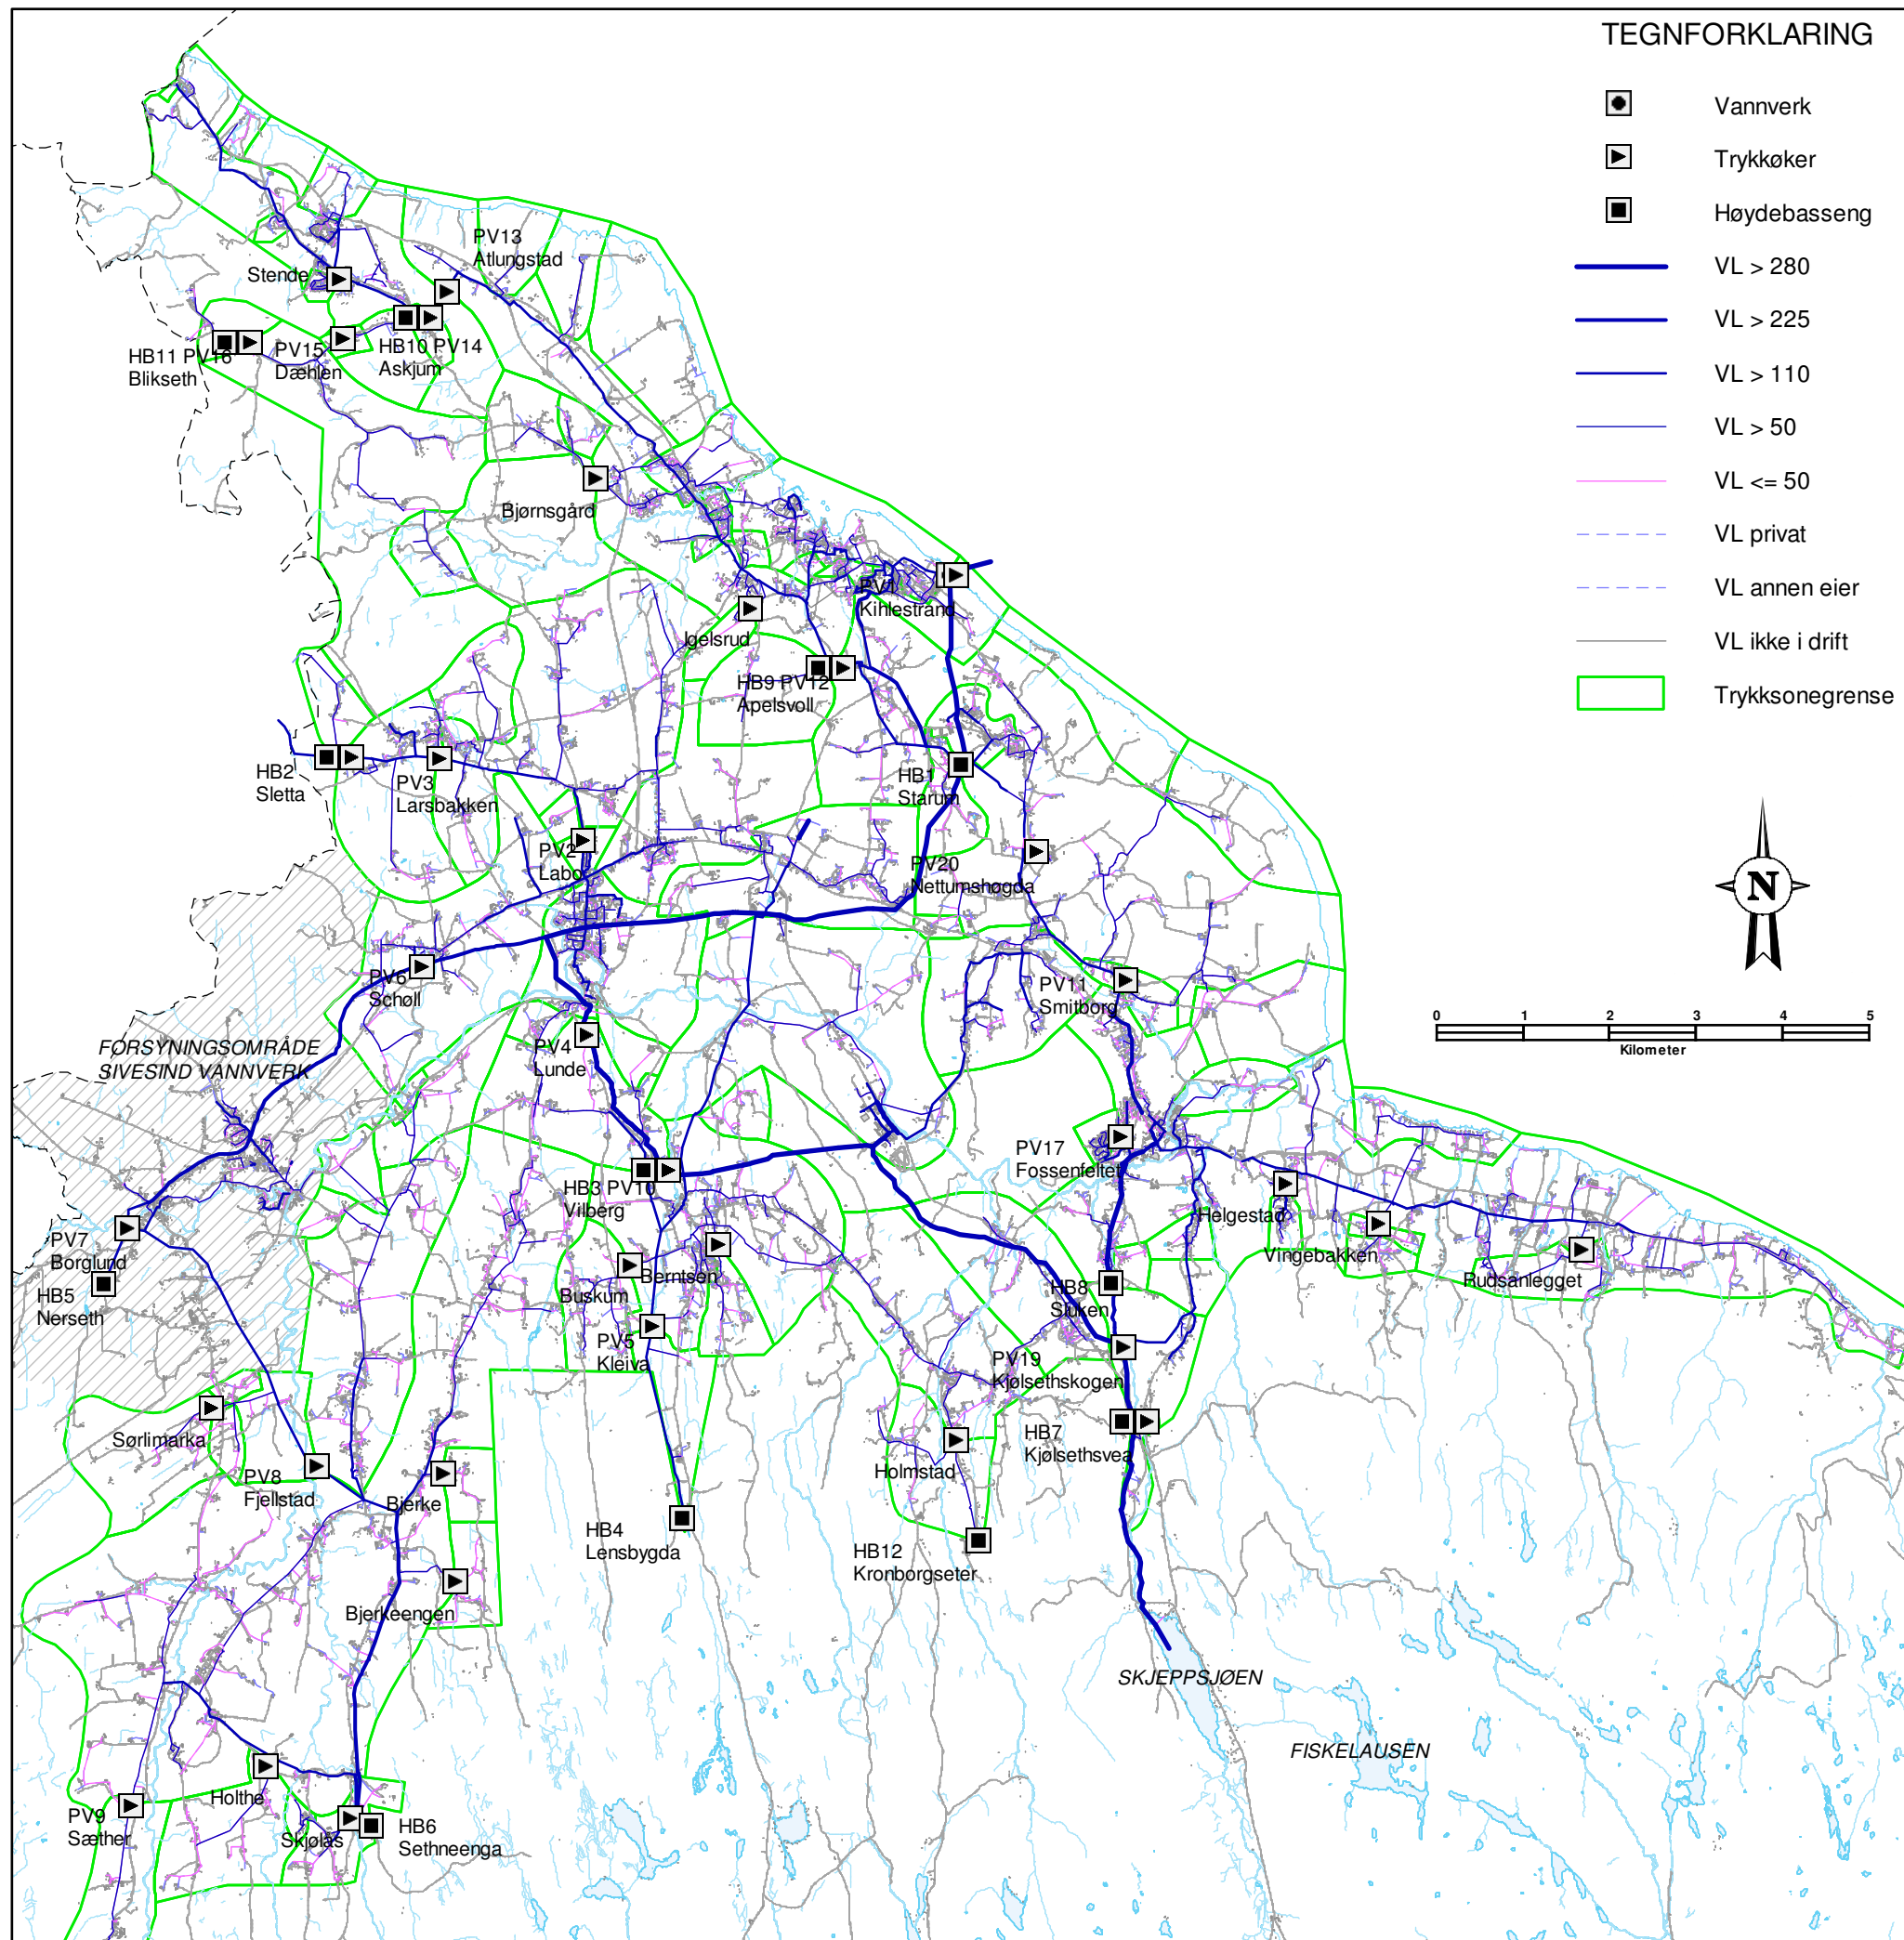 TEGNFORKLARING
Vannverk
Trykkøker
Høydebasseng
VL > 280
VL > 225
VL > 110
VL > 50
VL <= 50
VL privat
VL annen eier
VL ikke i drift
Trykksonegrense
PV13
Atlungstad
Stende
HB11 PV16
Blikseth
PV15
Dæhlen
HB10 PV14
Askjum
Bjørnsgård
PV1
Kihlestrand
Igelsrud
HB9 PV12
Apelsvoll
HB2
Sletta
PV3
Larsbakken
HB1
Starum
PV2
Labo
PV20
Nettumshøgda
N
PV6
Schøll
PV11
Smitborg
0 1 2 3 4 5
Kilometer
FORSYNINGSOMRÅDE
SIVESIND VANNVERK
PV4
Lunde
PV17
Fossenfeltet
HB3 PV10
Vilberg
Helgestad
PV7
Borglund
Vingebakken
Rudsanlegget
Berntsen
Buskum
HB5
Nerseth
HB8
Sluken
PV5
Kleiva
PV19
Kjølsethskogen
Sørlimarka
HB7
Kjølsethsvea
Holmstad
PV8
Fjellstad
Bjerke
HB4
Lensbygda
HB12
Kronborgseter
Bjerkeengen
SKJEPPSJØEN
FISKELAUSEN
Holthe
PV9
Sæther
Skjølås
HB6
Sethneenga